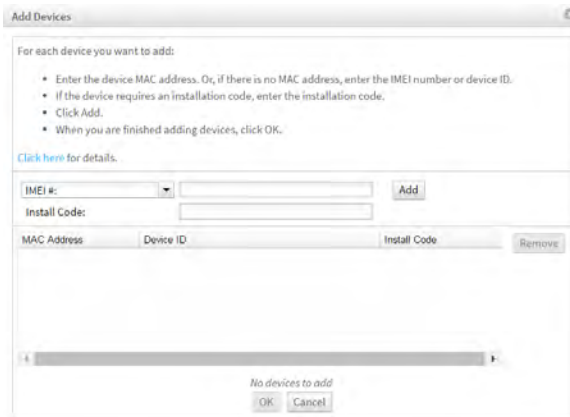 Add Devices
For each device you want to add:
• Enter the device MAC address. Or, if there is no MAC address, enter the IMEI number or device ID.
• If the device requires an installation code, enter the installation code.
• Click Add.
• When you are finished adding devices, click OK.
Click here for details.
IMEI #: Add
Install Code:
MAC Address Device ID Install Code Remove
No devices to add
OK Cancel